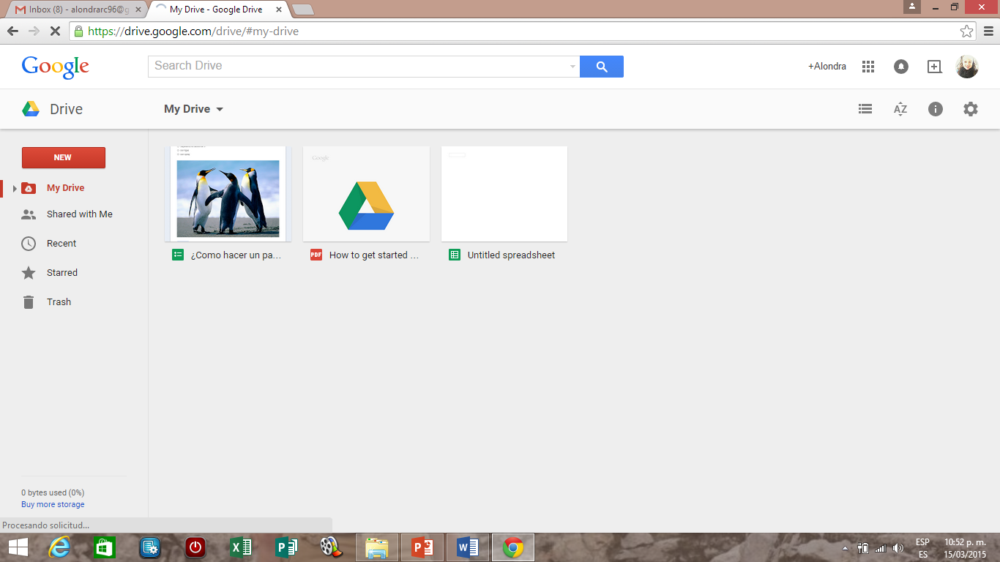 Inbox (8) - alondrarc96@g
My Drive - Google Drive
https://drive.google.com/drive/#my-drive
Google
Search Drive
+Alondra
Drive
My Drive
AZ
NEW
My Drive
Shared with Me
Recent
Starred
Trash
Google
¿Como hacer un pa...
PDF
How to get started ...
Untitled spreadsheet
0 bytes used (0%)
Buy more storage
Procesando solicitud...
ESP
10:52 p. m.
ES
15/03/2015